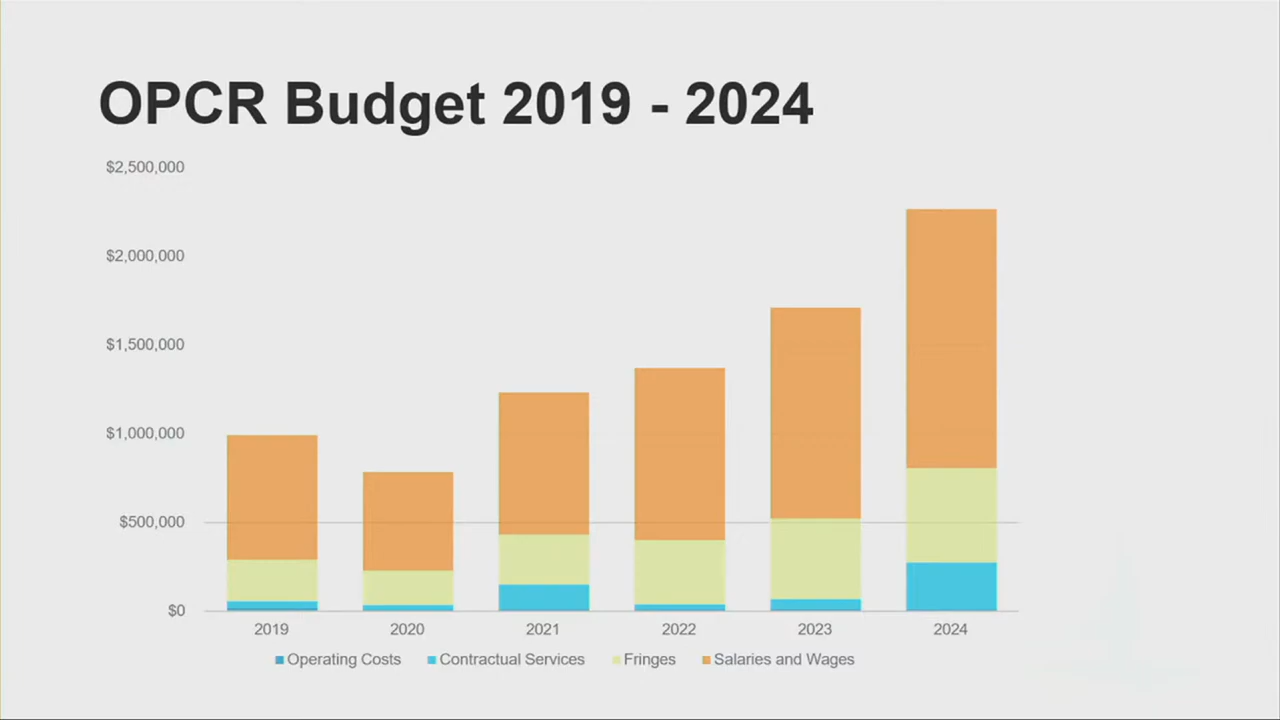 OPCR Budget 2019 - 2024
$2,500,000
$2,000,000
$1,500,000
$1,000,000
$500,000
$0
2019 2020 2021 2022 2023 2024
Operating Costs Contractual Services Fringes Salaries and Wages